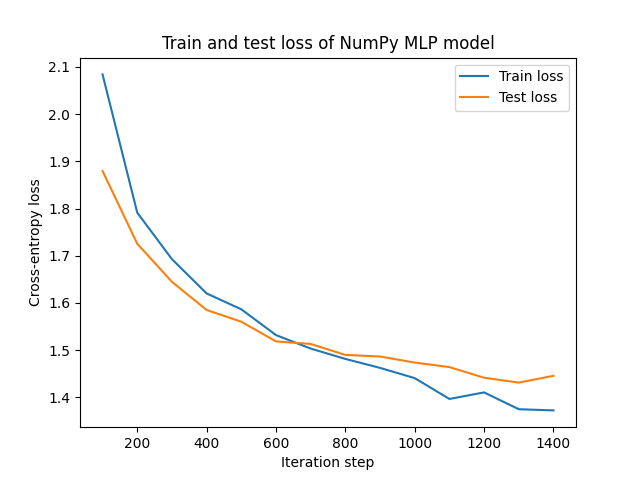 Train and test loss of NumPy MLP model
Train loss
Test loss
Cross-entropy loss
2.1
2.0
1.9
1.8
1.7
1.6
1.5
1.4
200 400 600 800 1000 1200 1400
Iteration step